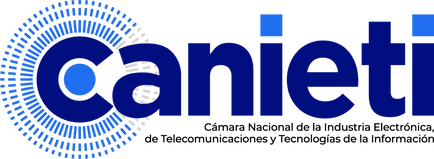 canieti
Cámara Nacional de la Industria Electrónica,
de Telecomunicaciones y Tecnologías de la Información